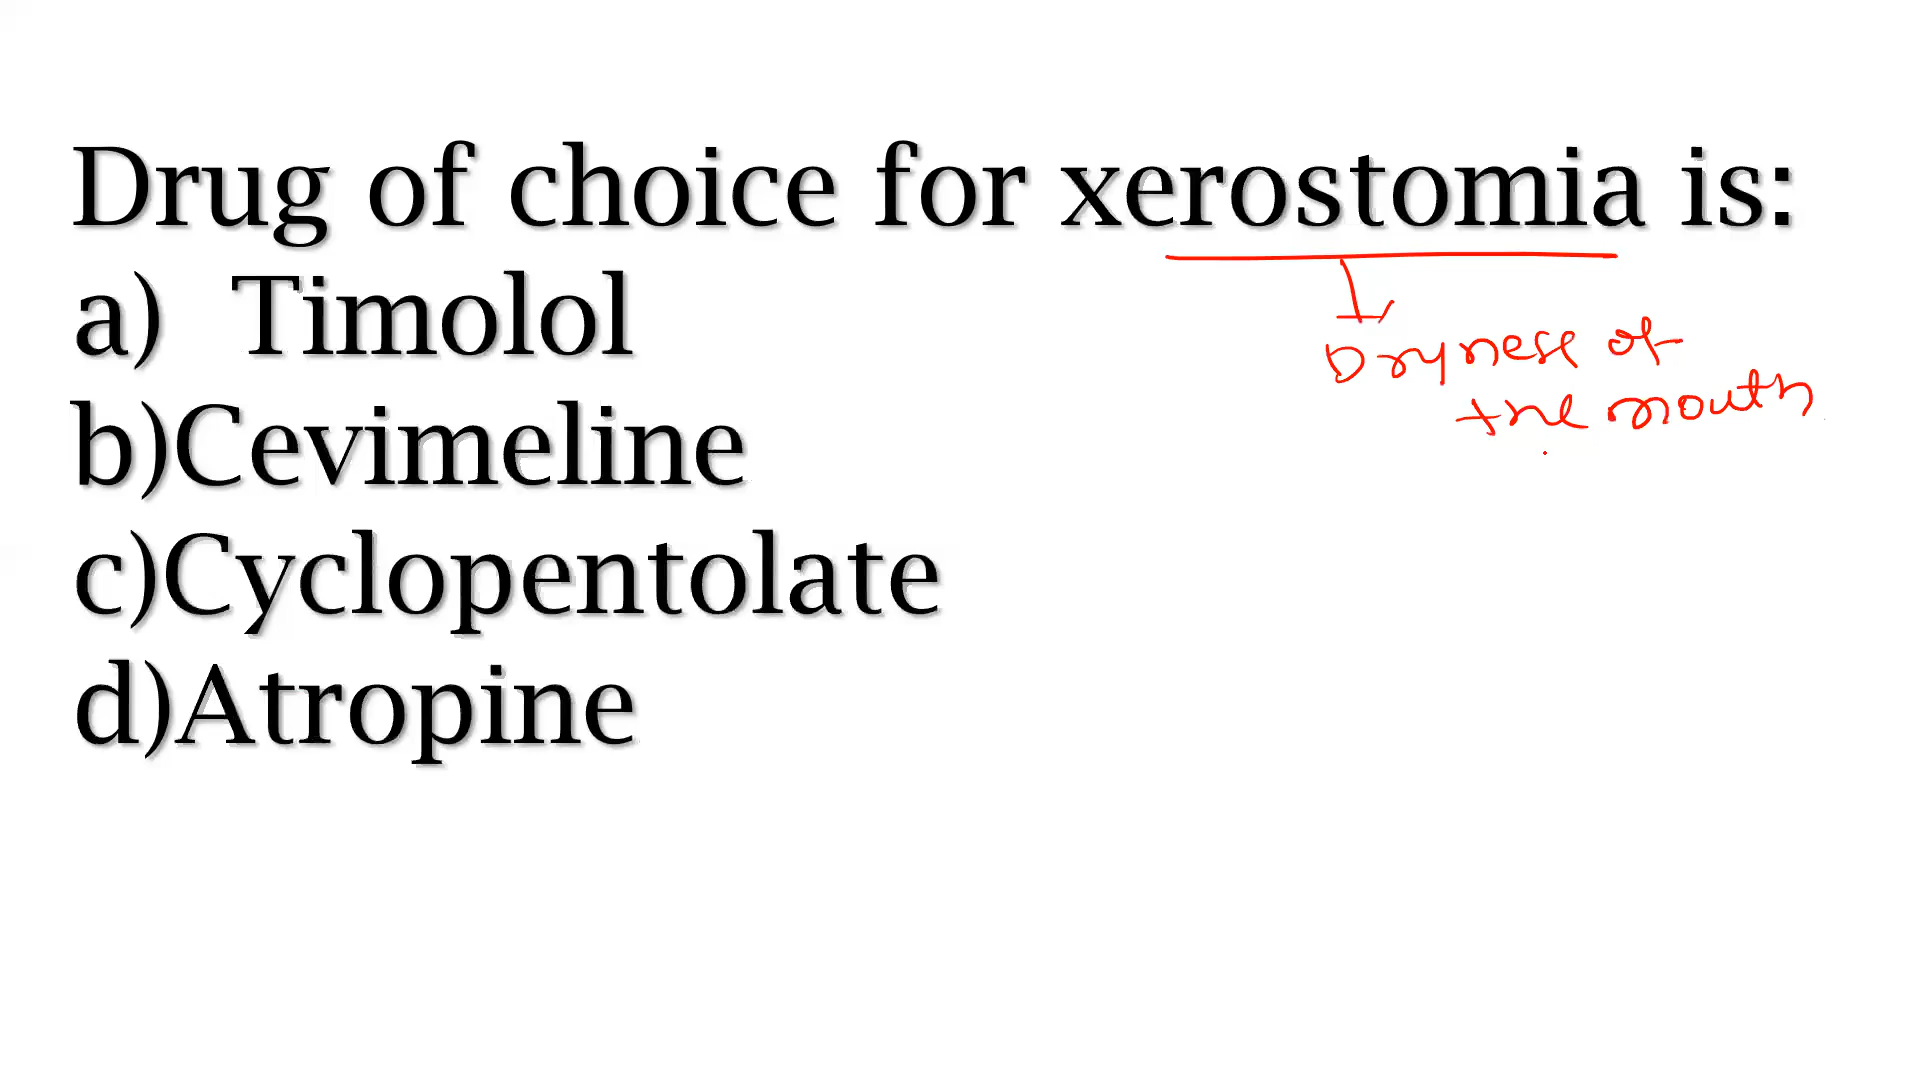 Drug of choice for xerostomia is:
a) Timolol
Dryness of
the mouth
b)Cevimeline
c)Cyclopentolate
d)Atropine